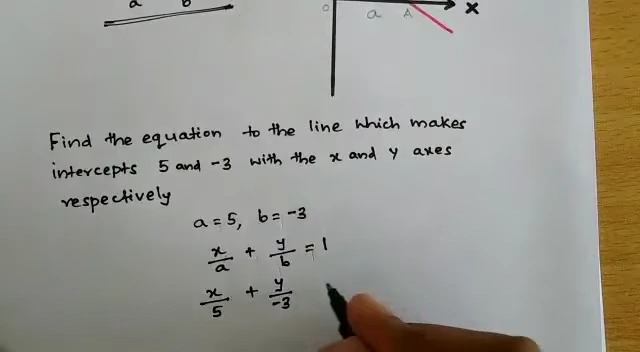 a b
O a A X
Find the equation to the line which makes
intercepts 5 and -3 with the x and y axes
respectively
a = 5, b = -3
x/a + y/b = 1
x/5 + y/-3